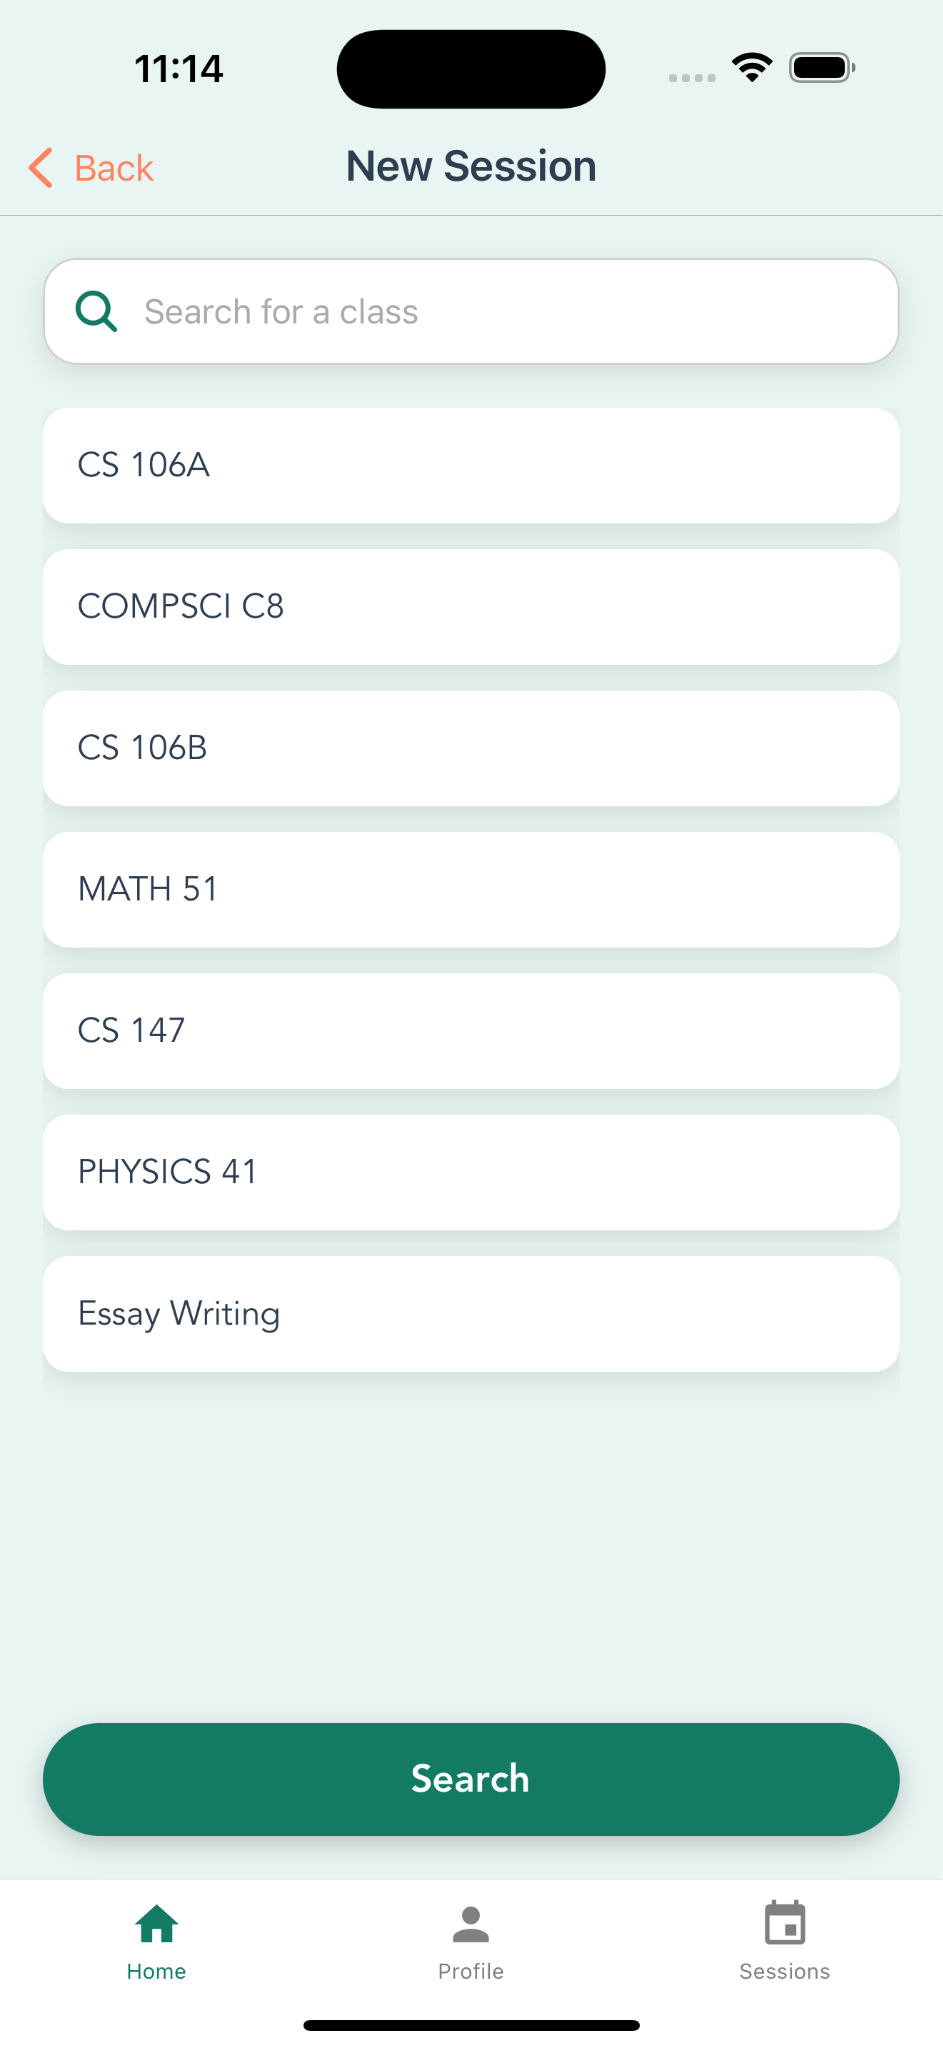 11:14
Back
New Session
Search for a class
CS 106A
COMPSCI C8
CS 106B
MATH 51
CS 147
PHYSICS 41
Essay Writing
Search
Home
Profile
Sessions